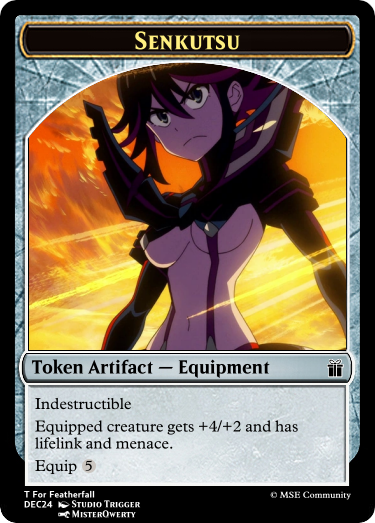 SENKUTSU
Token Artifact — Equipment
Indestructible
Equipped creature gets +4/+2 and has
lifelink and menace.
Equip 5
T For Featherfall
DEC24 STUDIO TRIGGER © MSE Community
MISTERQWERTY